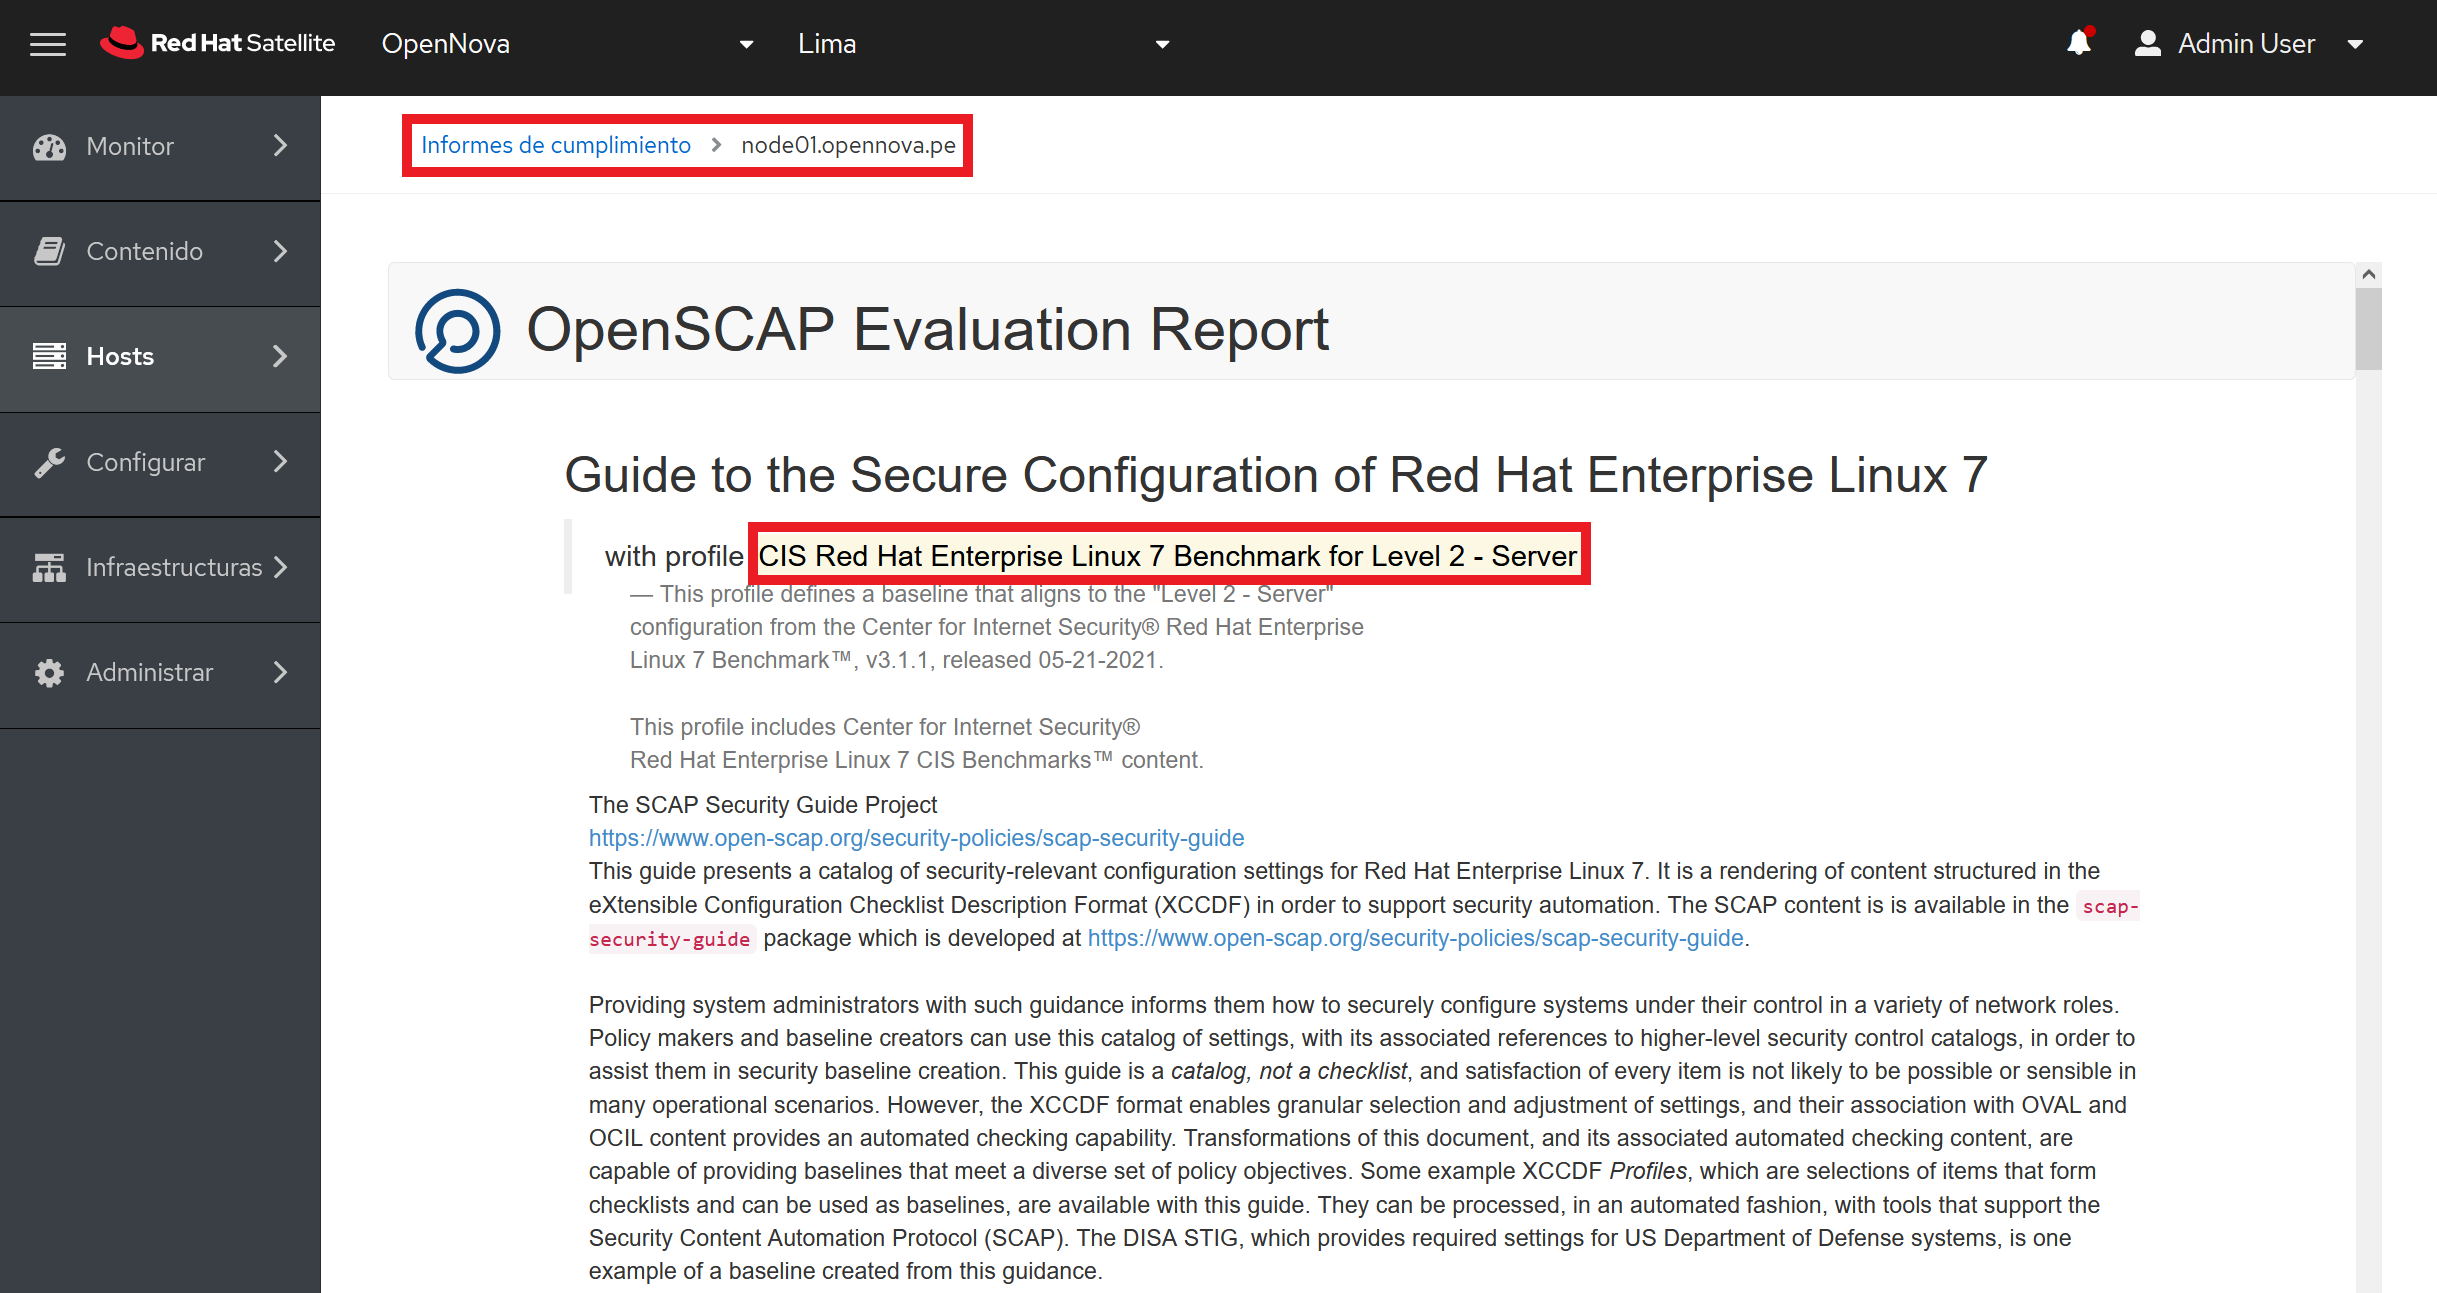 Red Hat Satellite
OpenNova
Lima
Admin User
Monitor
Contenido
Hosts
Configurar
Infraestructuras
Administrar
Informes de cumplimiento > node01.opennova.pe
OpenSCAP Evaluation Report
Guide to the Secure Configuration of Red Hat Enterprise Linux 7
with profile CIS Red Hat Enterprise Linux 7 Benchmark for Level 2 - Server
— This profile defines a baseline that aligns to the "Level 2 - Server"
configuration from the Center for Internet Security® Red Hat Enterprise
Linux 7 Benchmark™, v3.1.1, released 05-21-2021.
This profile includes Center for Internet Security®
Red Hat Enterprise Linux 7 CIS Benchmarks™ content.
The SCAP Security Guide Project
https://www.open-scap.org/security-policies/scap-security-guide
This guide presents a catalog of security-relevant configuration settings for Red Hat Enterprise Linux 7. It is a rendering of content structured in the
eXtensible Configuration Checklist Description Format (XCCDF) in order to support security automation. The SCAP content is is available in the scap-
security-guide package which is developed at https://www.open-scap.org/security-policies/scap-security-guide.
Providing system administrators with such guidance informs them how to securely configure systems under their control in a variety of network roles.
Policy makers and baseline creators can use this catalog of settings, with its associated references to higher-level security control catalogs, in order to
assist them in security baseline creation. This guide is a catalog, not a checklist, and satisfaction of every item is not likely to be possible or sensible in
many operational scenarios. However, the XCCDF format enables granular selection and adjustment of settings, and their association with OVAL and
OCIL content provides an automated checking capability. Transformations of this document, and its associated automated checking content, are
capable of providing baselines that meet a diverse set of policy objectives. Some example XCCDF Profiles, which are selections of items that form
checklists and can be used as baselines, are available with this guide. They can be processed, in an automated fashion, with tools that support the
Security Content Automation Protocol (SCAP). The DISA STIG, which provides required settings for US Department of Defense systems, is one
example of a baseline created from this guidance.